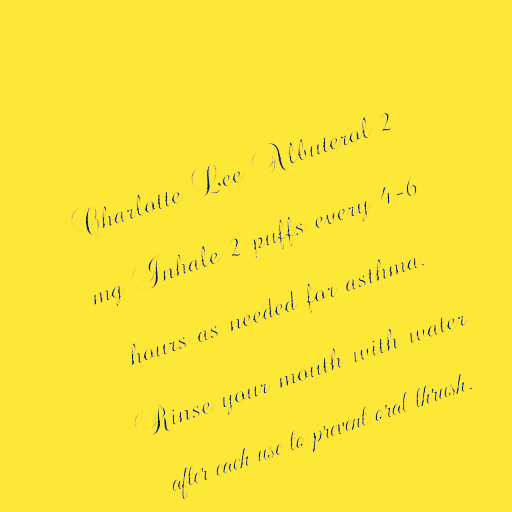 Charlotte Lee Albuterol 2
mg Inhale 2 puffs every 4-6
hours as needed for asthma.
Rinse your mouth with water
after each use to prevent oral thrush.